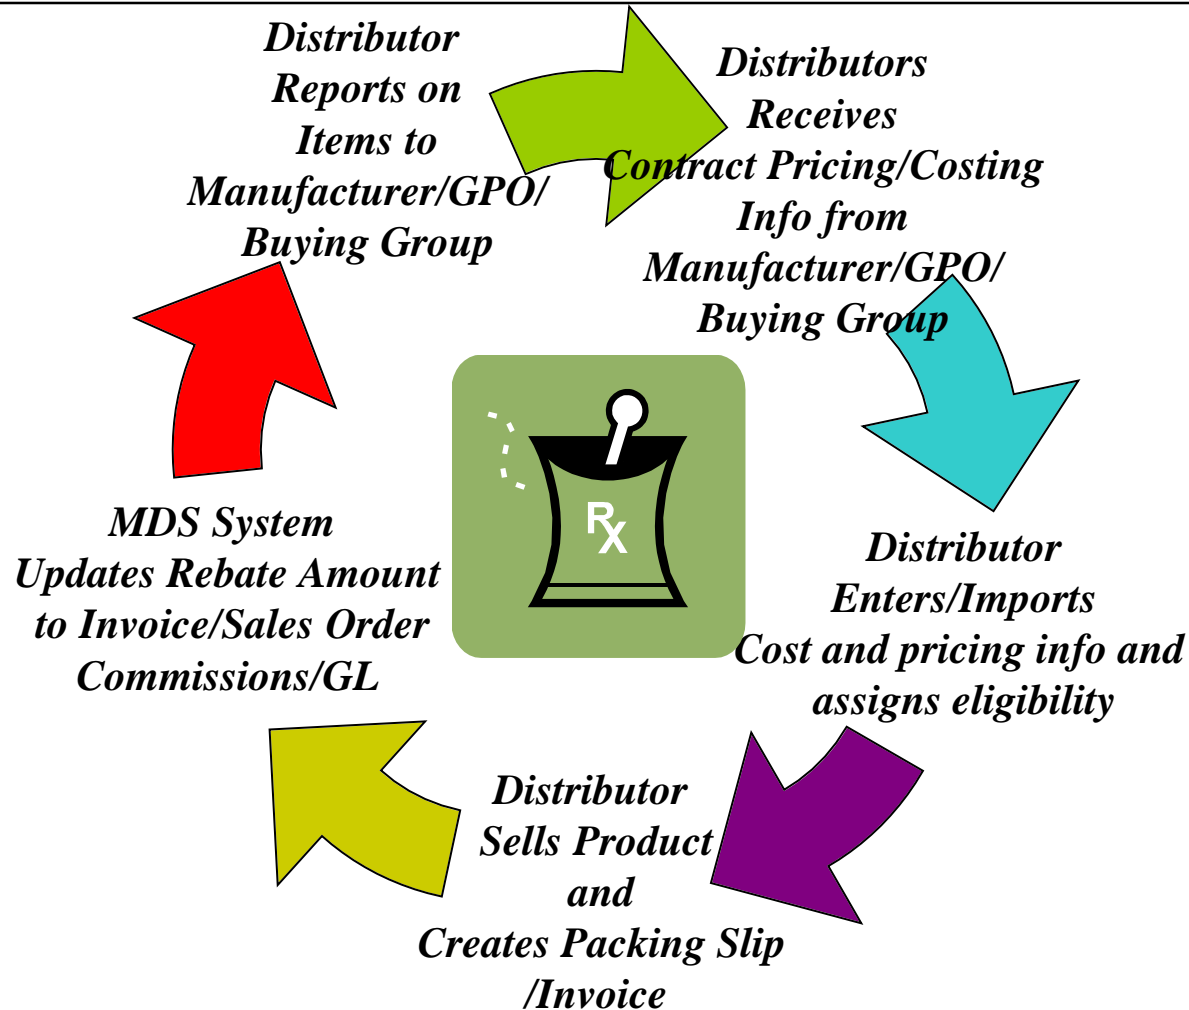 Distributor
Reports on
Items to
Manufacturer/GPO/
Buying Group
Distributors
Receives
Contract Pricing/Costing
Info from
Manufacturer/GPO/
Buying Group
Distributor
Enters/Imports
Cost and pricing info and
assigns eligibility
Distributor
Sells Product
and
Creates Packing Slip
/Invoice
MDS System
Updates Rebate Amount
to Invoice/Sales Order
Commissions/GL
RX